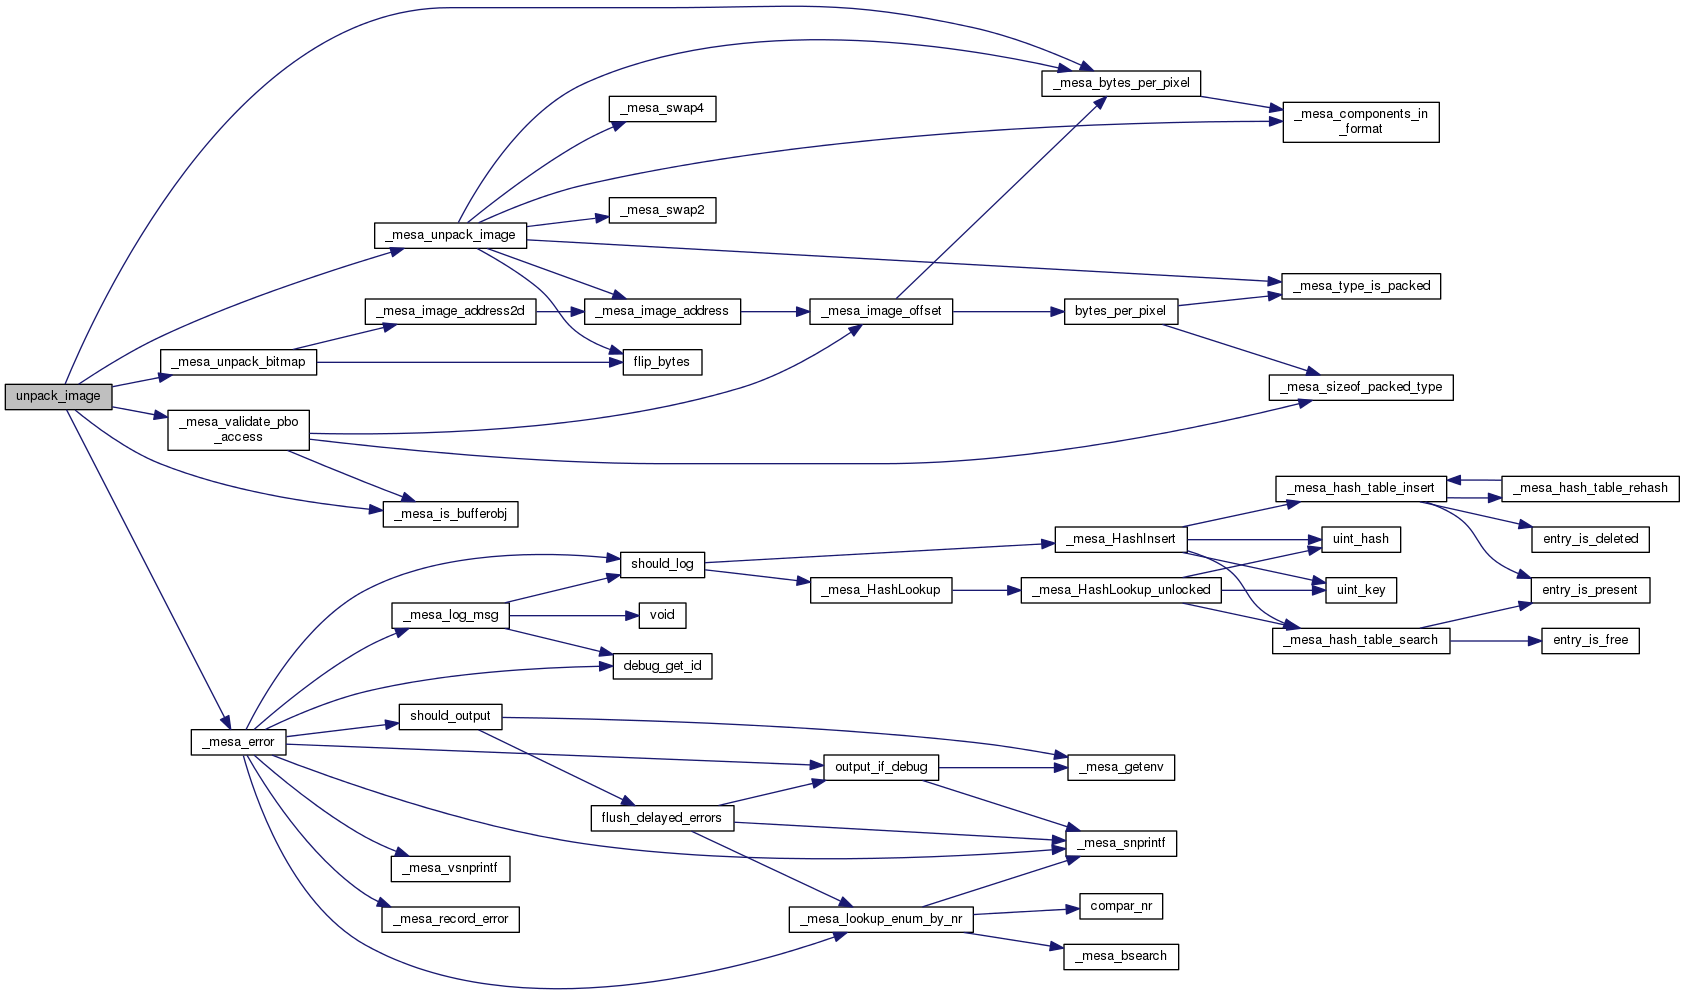 unpack_image
_mesa_unpack_image
_mesa_unpack_bitmap
_mesa_validate_pbo
_access
_mesa_is_bufferobj
_mesa_error
_mesa_image_address2d
_mesa_log_msg
should_output
_mesa_vsnprintf
_mesa_record_error
_mesa_swap4
_mesa_swap2
_mesa_image_address
flip_bytes
should_log
void
debug_get_id
flush_delayed_errors
_mesa_image_offset
_mesa_HashLookup
output_if_debug
_mesa_lookup_enum_by_nr
_mesa_bytes_per_pixel
bytes_per_pixel
_mesa_HashInsert
_mesa_HashLookup_unlocked
_mesa_getenv
_mesa_snprintf
compar_nr
_mesa_bsearch
_mesa_components_in
_format
_mesa_type_is_packed
_mesa_sizeof_packed_type
_mesa_hash_table_insert
uint_hash
uint_key
_mesa_hash_table_search
_mesa_hash_table_rehash
entry_is_deleted
entry_is_present
entry_is_free